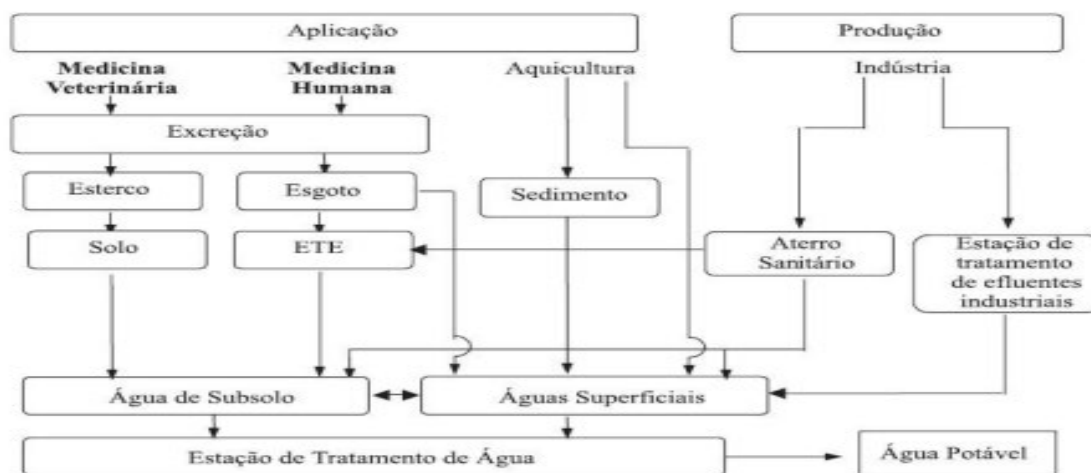 Aplicação
Produção
Medicina
Veterinária
Medicina
Humana
Aquicultura
Indústria
Excreção
Esterco
Esgoto
Sedimento
Solo
ETE
Aterro
Sanitário
Estação de
tratamento
de efluentes
industriais
Água de Subsolo
Águas Superficiais
Estação de Tratamento de Água
Água Potável